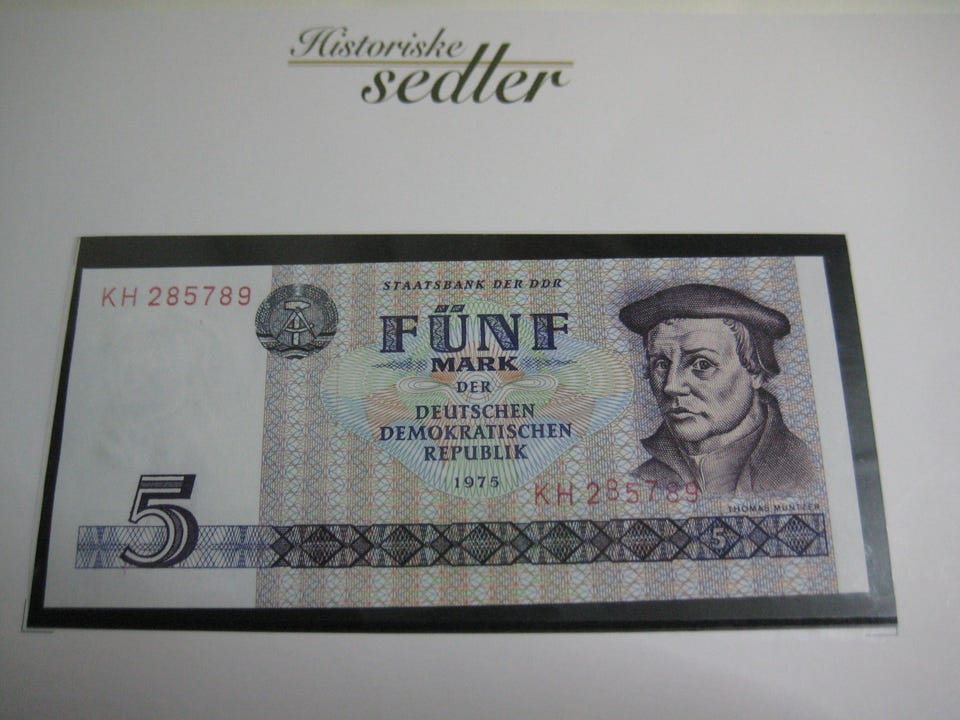 Historiske
sedler
KH 285789
STAATSBANK DER DDR
FÜNF
MARK
DER
DEUTSCHEN
DEMOKRATISCHEN
REPUBLIK
1975
KH 285789
THOMAS MÜNTZER
5
5